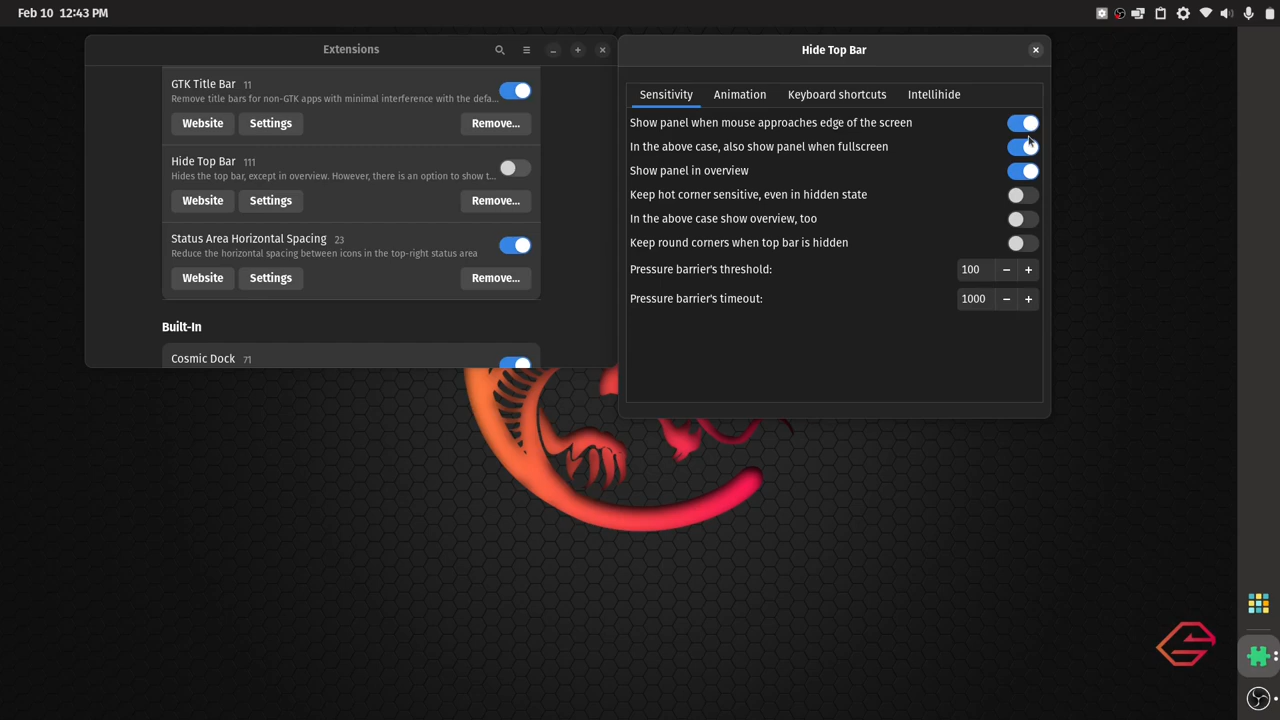 Feb 10 12:43 PM
Extensions
GTK Title Bar 11
Remove title bars for non-GTK apps with minimal interference with the defa...
Website Settings Remove...
Hide Top Bar 111
Hides the top bar, except in overview. However, there is an option to show t...
Website Settings Remove...
Status Area Horizontal Spacing 23
Reduce the horizontal spacing between icons in the top-right status area
Website Settings Remove...
Built-In
Cosmic Dock 71
Hide Top Bar
Sensitivity Animation Keyboard shortcuts Intellihide
Show panel when mouse approaches edge of the screen
In the above case, also show panel when fullscreen
Show panel in overview
Keep hot corner sensitive, even in hidden state
In the above case show overview, too
Keep round corners when top bar is hidden
Pressure barrier's threshold: 100
Pressure barrier's timeout: 1000